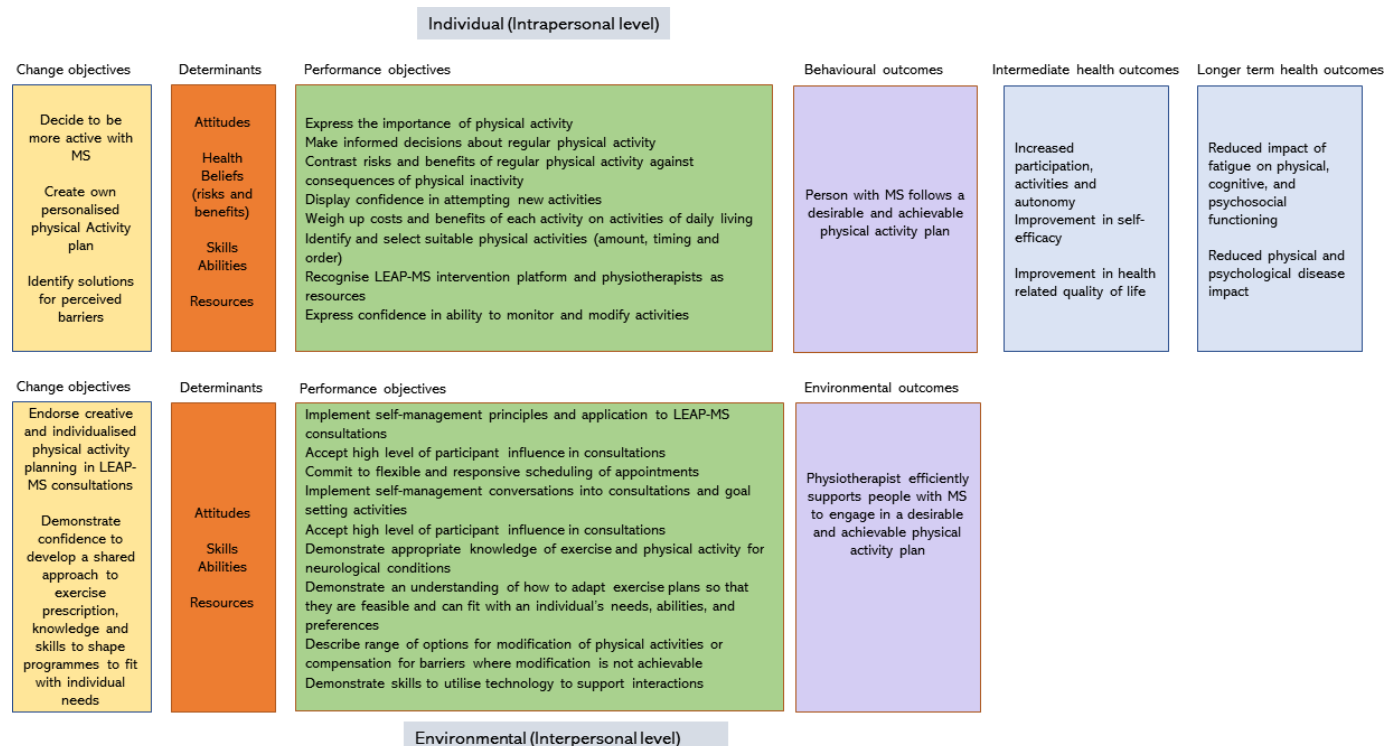 Individual (Intrapersonal level)
Change objectives
Determinants
Performance objectives
Behavioural outcomes
Intermediate health outcomes
Longer term health outcomes
Decide to be
more active with
MS
Create own
personalised
physical Activity
plan
Identify solutions
for perceived
barriers
Attitudes
Health
Beliefs
(risks and
benefits)
Skills
Abilities
Resources
Express the importance of physical activity
Make informed decisions about regular physical activity
Contrast risks and benefits of regular physical activity against
consequences of physical inactivity
Display confidence in attempting new activities
Weigh up costs and benefits of each activity on activities of daily living
Identify and select suitable physical activities (amount, timing and
order)
Recognise LEAP-MS intervention platform and physiotherapists as
resources
Express confidence in ability to monitor and modify activities
Person with MS follows a
desirable and achievable
physical activity plan
Increased
participation,
activities and
autonomy
Improvement in self-
efficacy
Improvement in health
related quality of life
Reduced impact of
fatigue on physical,
cognitive, and
psychosocial
functioning
Reduced physical and
psychological disease
impact
Change objectives
Determinants
Performance objectives
Environmental outcomes
Endorse creative
and individualised
physical activity
planning in LEAP-
MS consultations
Demonstrate
confidence to
develop a shared
approach to
exercise
prescription,
knowledge and
skills to shape
programmes to fit
with individual
needs
Attitudes
Skills
Abilities
Resources
Implement self-management principles and application to LEAP-MS
consultations
Accept high level of participant influence in consultations
Commit to flexible and responsive scheduling of appointments
Implement self-management conversations into consultations and goal
setting activities
Accept high level of participant influence in consultations
Demonstrate appropriate knowledge of exercise and physical activity for
neurological conditions
Demonstrate an understanding of how to adapt exercise plans so that
they are feasible and can fit with an individual's needs, abilities, and
preferences
Describe range of options for modification of physical activities or
compensation for barriers where modification is not achievable
Demonstrate skills to utilise technology to support interactions
Physiotherapist efficiently
supports people with MS
to engage in a desirable
and achievable physical
activity plan
Environmental (Interpersonal level)